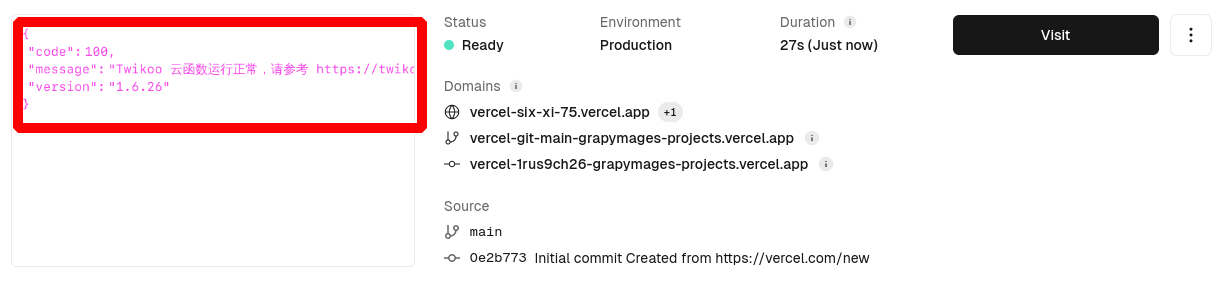 {
"code": 100,
"message": "Twikoo 云函数运行正常，请参考 https://twikc
"version": "1.6.26"
}
Status
Ready
Environment
Production
Duration
27s (Just now)
Visit
Domains
vercel-six-xi-75.vercel.app +1
vercel-git-main-grapymages-projects.vercel.app
vercel-1rus9ch26-grapymages-projects.vercel.app
Source
main
0e2b773 Initial commit Created from https://vercel.com/new